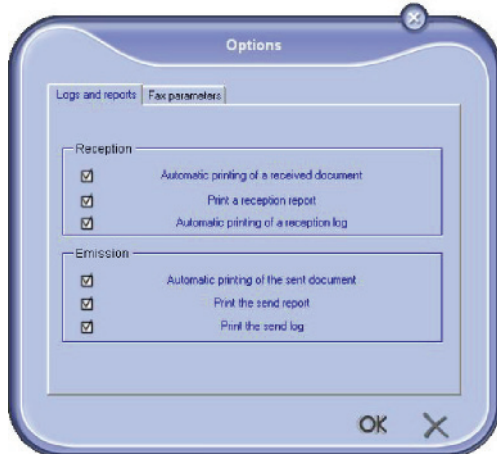 Options
Logs and reports Fax parameters
Reception
Automatic printing of a received document
Print a reception report
Automatic printing of a reception log
Emission
Automatic printing of the sent document
Print the send report
Print the send log
OK